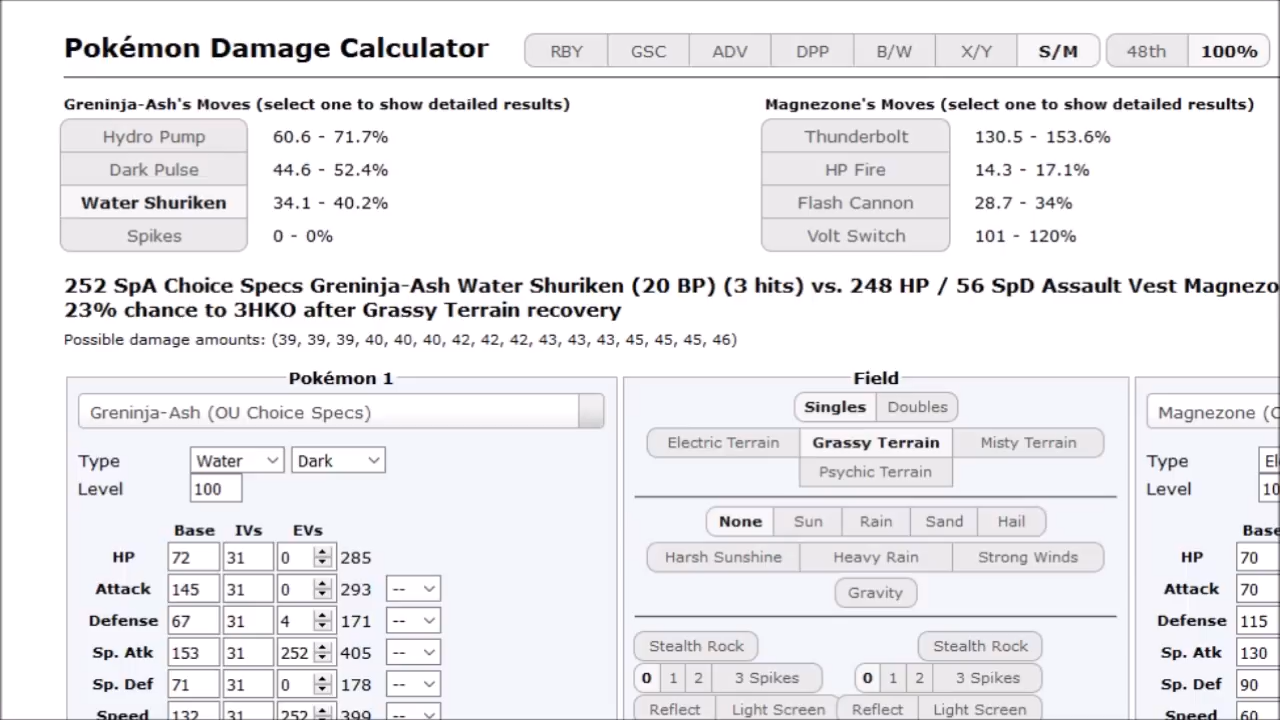 Pokémon Damage Calculator RBY GSC ADV DPP B/W X/Y S/M 48th 100%
Greninja-Ash's Moves (select one to show detailed results) Magnezone's Moves (select one to show detailed results)
Hydro Pump 60.6 - 71.7% Thunderbolt 130.5 - 153.6%
Dark Pulse 44.6 - 52.4% HP Fire 14.3 - 17.1%
Water Shuriken 34.1 - 40.2% Flash Cannon 28.7 - 34%
Spikes 0 - 0% Volt Switch 101 - 120%
252 SpA Choice Specs Greninja-Ash Water Shuriken (20 BP) (3 hits) vs. 248 HP / 56 SpD Assault Vest Magnezo
23% chance to 3HKO after Grassy Terrain recovery
Possible damage amounts: (39, 39, 39, 40, 40, 40, 42, 42, 42, 43, 43, 43, 45, 45, 45, 46)
Pokémon 1 Field
Greninja-Ash (OU Choice Specs) Singles Doubles Magnezone (
Electric Terrain Grassy Terrain Misty Terrain
Type Water Dark Psychic Terrain Type El
Level 100 Level 10
None Sun Rain Sand Hail
Base IVs EVs Base
HP 72 31 0 285 Harsh Sunshine Heavy Rain Strong Winds HP 70
Attack 145 31 0 293 -- Gravity Attack 70
Defense 67 31 4 171 -- Defense 115
Sp. Atk 153 31 252 405 -- Stealth Rock Stealth Rock Sp. Atk 130
Sp. Def 71 31 0 178 -- 0 1 2 3 Spikes 0 1 2 3 Spikes Sp. Def 90
Speed 132 31 252 399 -- Reflect Light Screen Reflect Light Screen Speed 60